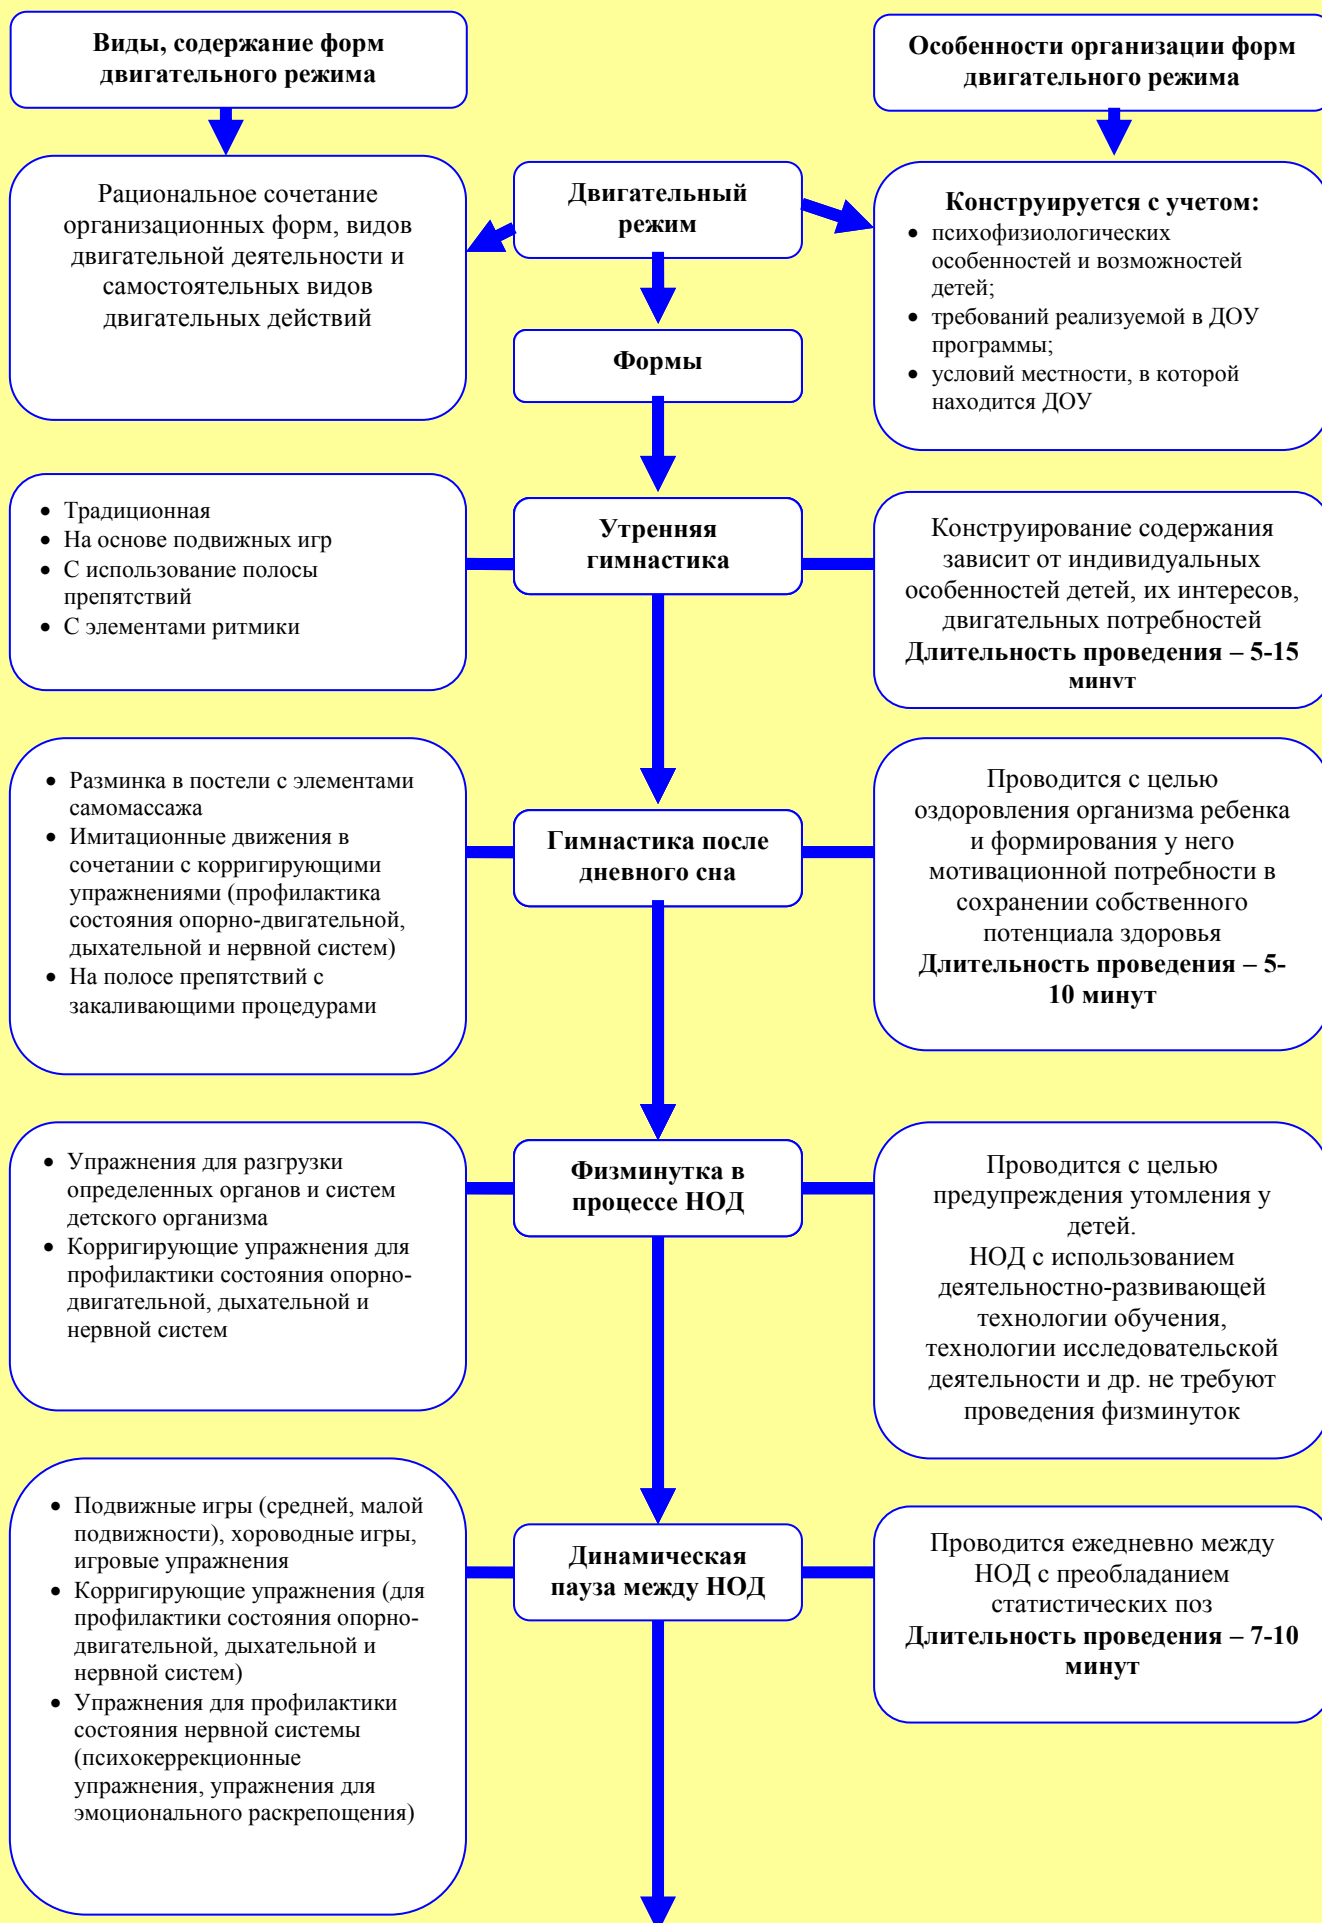 Виды, содержание форм
двигательного режима
Особенности организации форм
двигательного режима
Рациональное сочетание
организационных форм, видов
двигательной деятельности и
самостоятельных видов
двигательных действий
Двигательный
режим
Конструируется с учетом:
• психофизиологических
особенностей и возможностей
детей;
• требований реализуемой в ДОУ
программы;
• условий местности, в которой
находится ДОУ
Формы
• Традиционная
• На основе подвижных игр
• С использование полосы
препятствий
• С элементами ритмики
Утренняя
гимнастика
Конструирование содержания
зависит от индивидуальных
особенностей детей, их интересов,
двигательных потребностей
Длительность проведения – 5-15
минут
• Разминка в постели с элементами
самомассажа
• Имитационные движения в
сочетании с корригирующими
упражнениями (профилактика
состояния опорно-двигательной,
дыхательной и нервной систем)
• На полосе препятствий с
закаливающими процедурами
Гимнастика после
дневного сна
Проводится с целью
оздоровления организма ребенка
и формирования у него
мотивационной потребности в
сохранении собственного
потенциала здоровья
Длительность проведения – 5-
10 минут
• Упражнения для разгрузки
определенных органов и систем
детского организма
• Корригирующие упражнения для
профилактики состояния опорно-
двигательной, дыхательной и
нервной систем
Физминутка в
процессе НОД
Проводится с целью
предупреждения утомления у
детей.
НОД с использованием
деятельностно-развивающей
технологии обучения,
технологии исследовательской
деятельности и др. не требуют
проведения физминуток
• Подвижные игры (средней, малой
подвижности), хороводные игры,
игровые упражнения
• Корригирующие упражнения (для
профилактики состояния опорно-
двигательной, дыхательной и
нервной систем)
• Упражнения для профилактики
состояния нервной системы
(психокеррекционные
упражнения, упражнения для
эмоционального раскрепощения)
Динамическая
пауза между НОД
Проводится ежедневно между
НОД с преобладанием
статистических поз
Длительность проведения – 7-10
минут